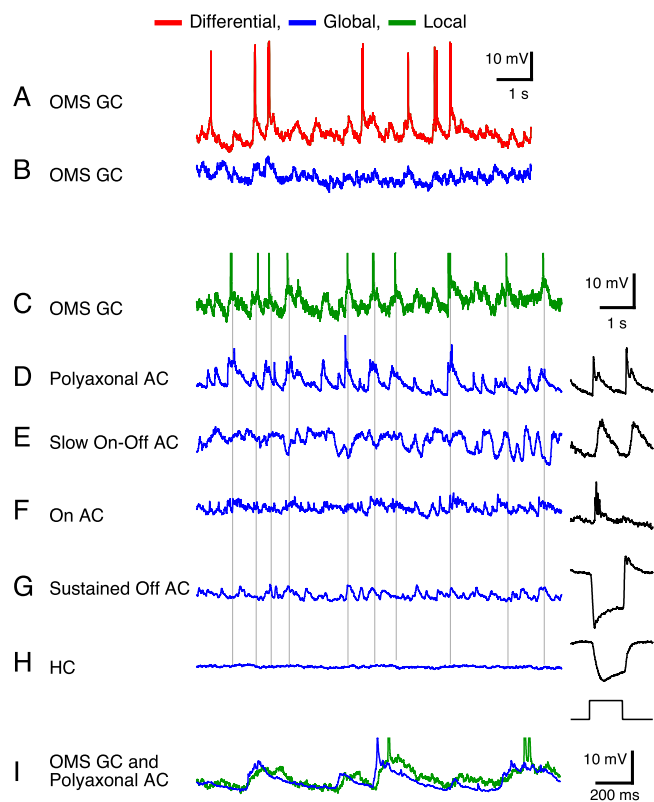 Differential, Global, Local
10 mV
1 s
A OMS GC
B OMS GC
10 mV
1 s
C OMS GC
D Polyaxonal AC
E Slow On-Off AC
F On AC
G Sustained Off AC
H HC
I OMS GC and
Polyaxonal AC
10 mV
200 ms